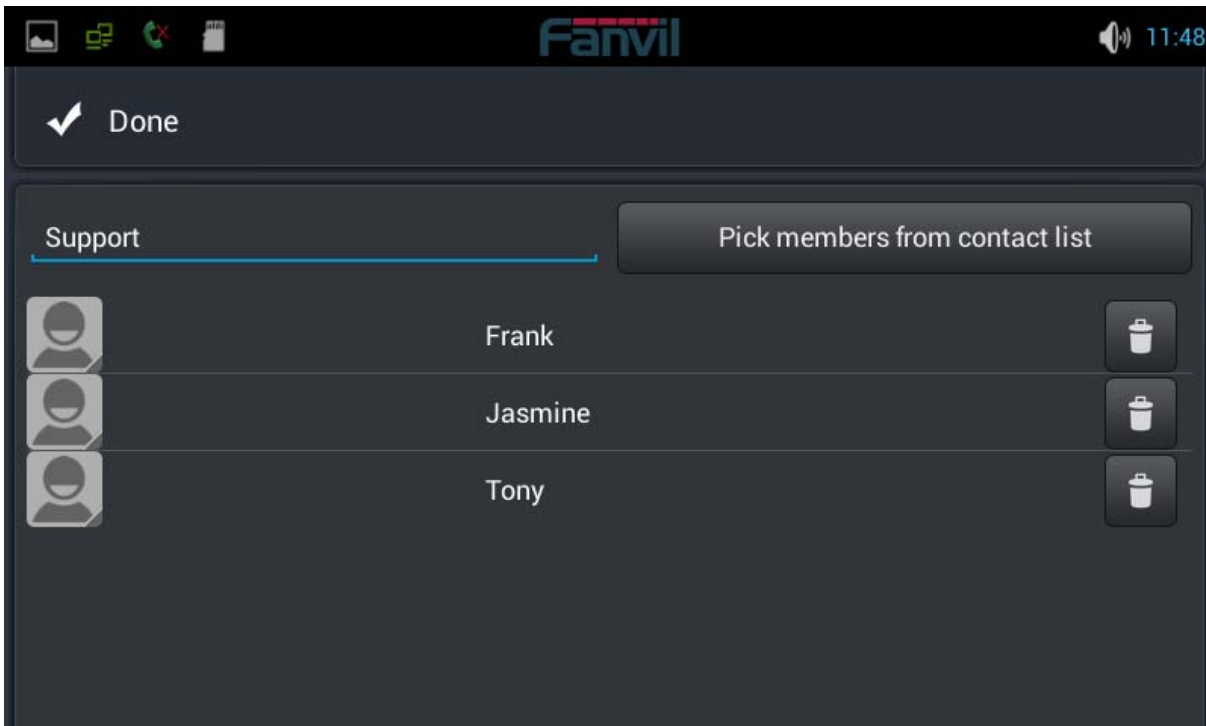 Fanvil
11:48
Done
Support
Pick members from contact list
Frank
Jasmine
Tony